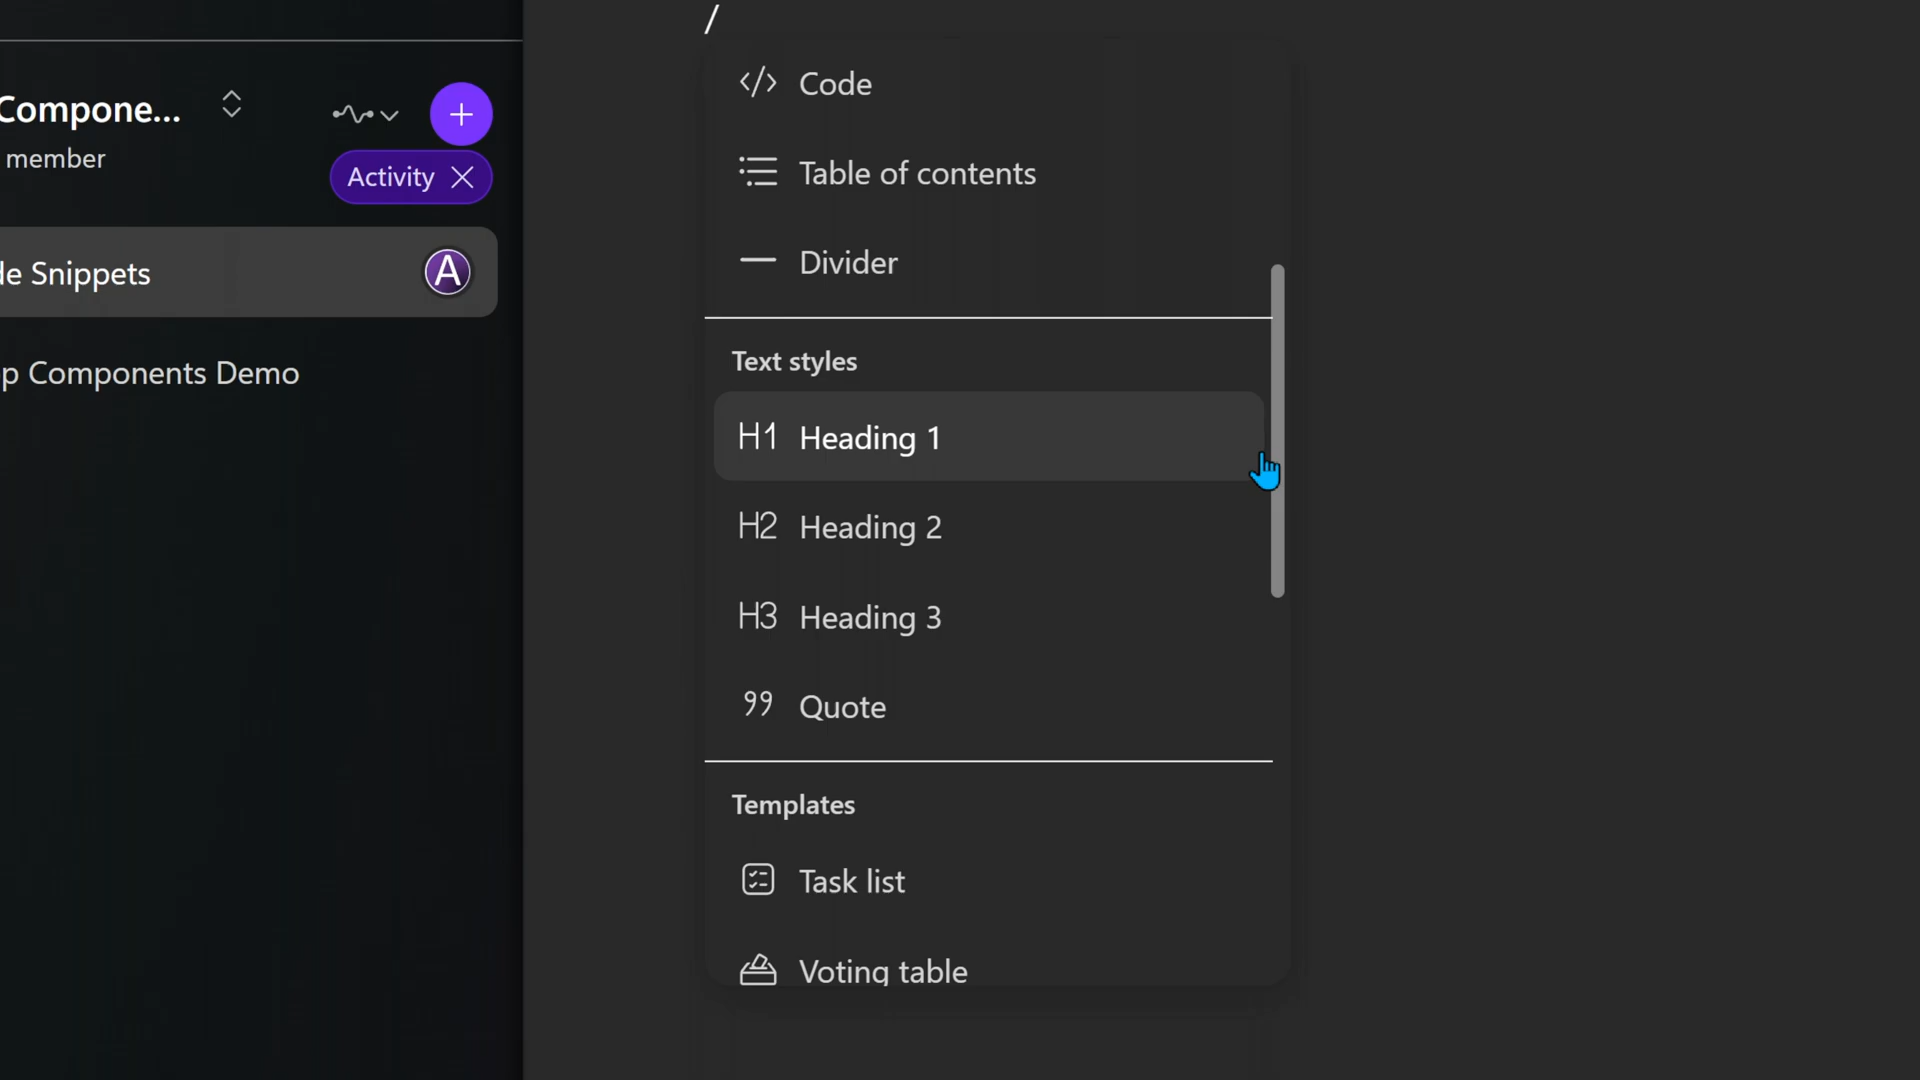 Compone...
member
Activity
de Snippets
A
p Components Demo
/
Code
Table of contents
Divider
Text styles
H1 Heading 1
H2 Heading 2
H3 Heading 3
Quote
Templates
Task list
Voting table